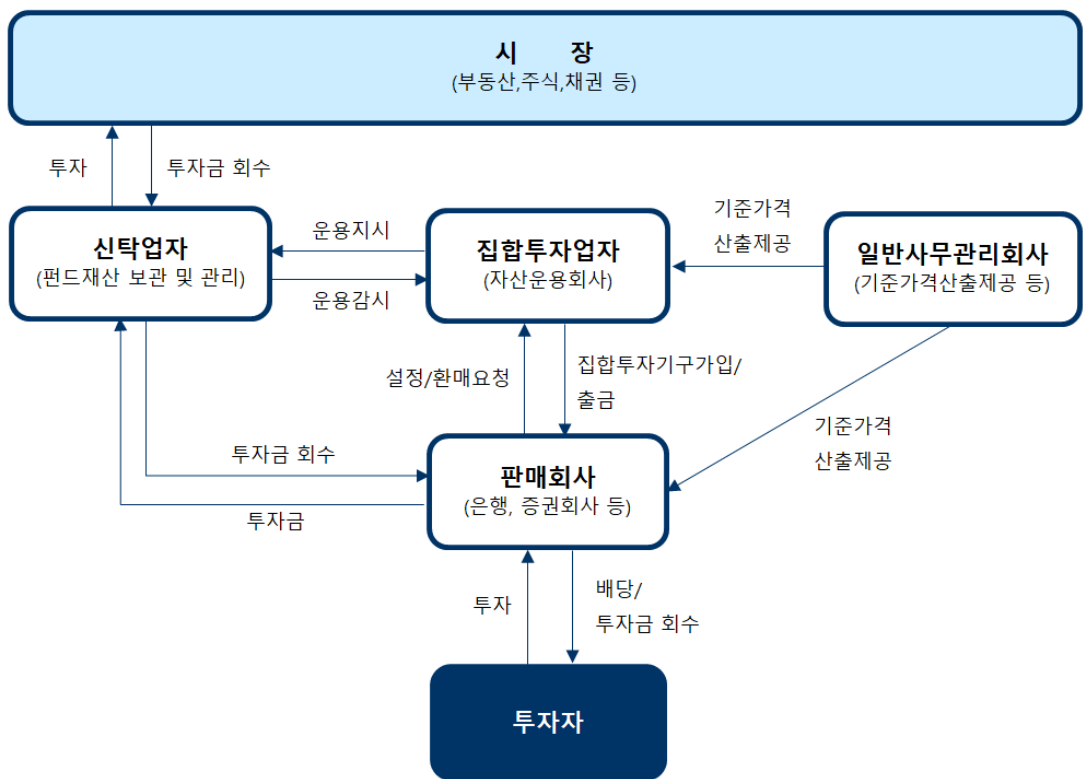 시 장
(부동산,주식,채권 등)
투자
투자금 회수
신탁업자
(펀드재산 보관 및 관리)
운용지시
운용감시
집합투자업자
(자산운용회사)
기준가격
산출제공
일반사무관리회사
(기준가격산출제공 등)
설정/환매요청
집합투자기구가입/
출금
기준가격
산출제공
투자금 회수
투자금
판매회사
(은행, 증권회사 등)
투자
배당/
투자금 회수
투자자